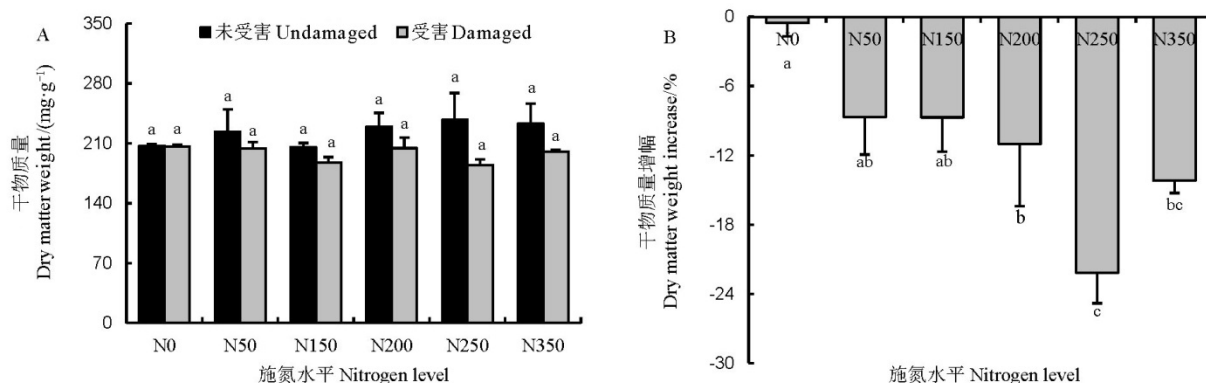 A
未受害 Undamaged 受害 Damaged
干物质量
Dry matter weight /(mg·g⁻¹)
350
280
210
140
70
0
a a a a a a a a a a a a
N0 N50 N150 N200 N250 N350
施氮水平 Nitrogen level
B
干物质量增幅
Dry matter weight increase/%
0
-6
-12
-18
-24
-30
N0 N50 N150 N200 N250 N350
a ab ab b c bc
施氮水平 Nitrogen level